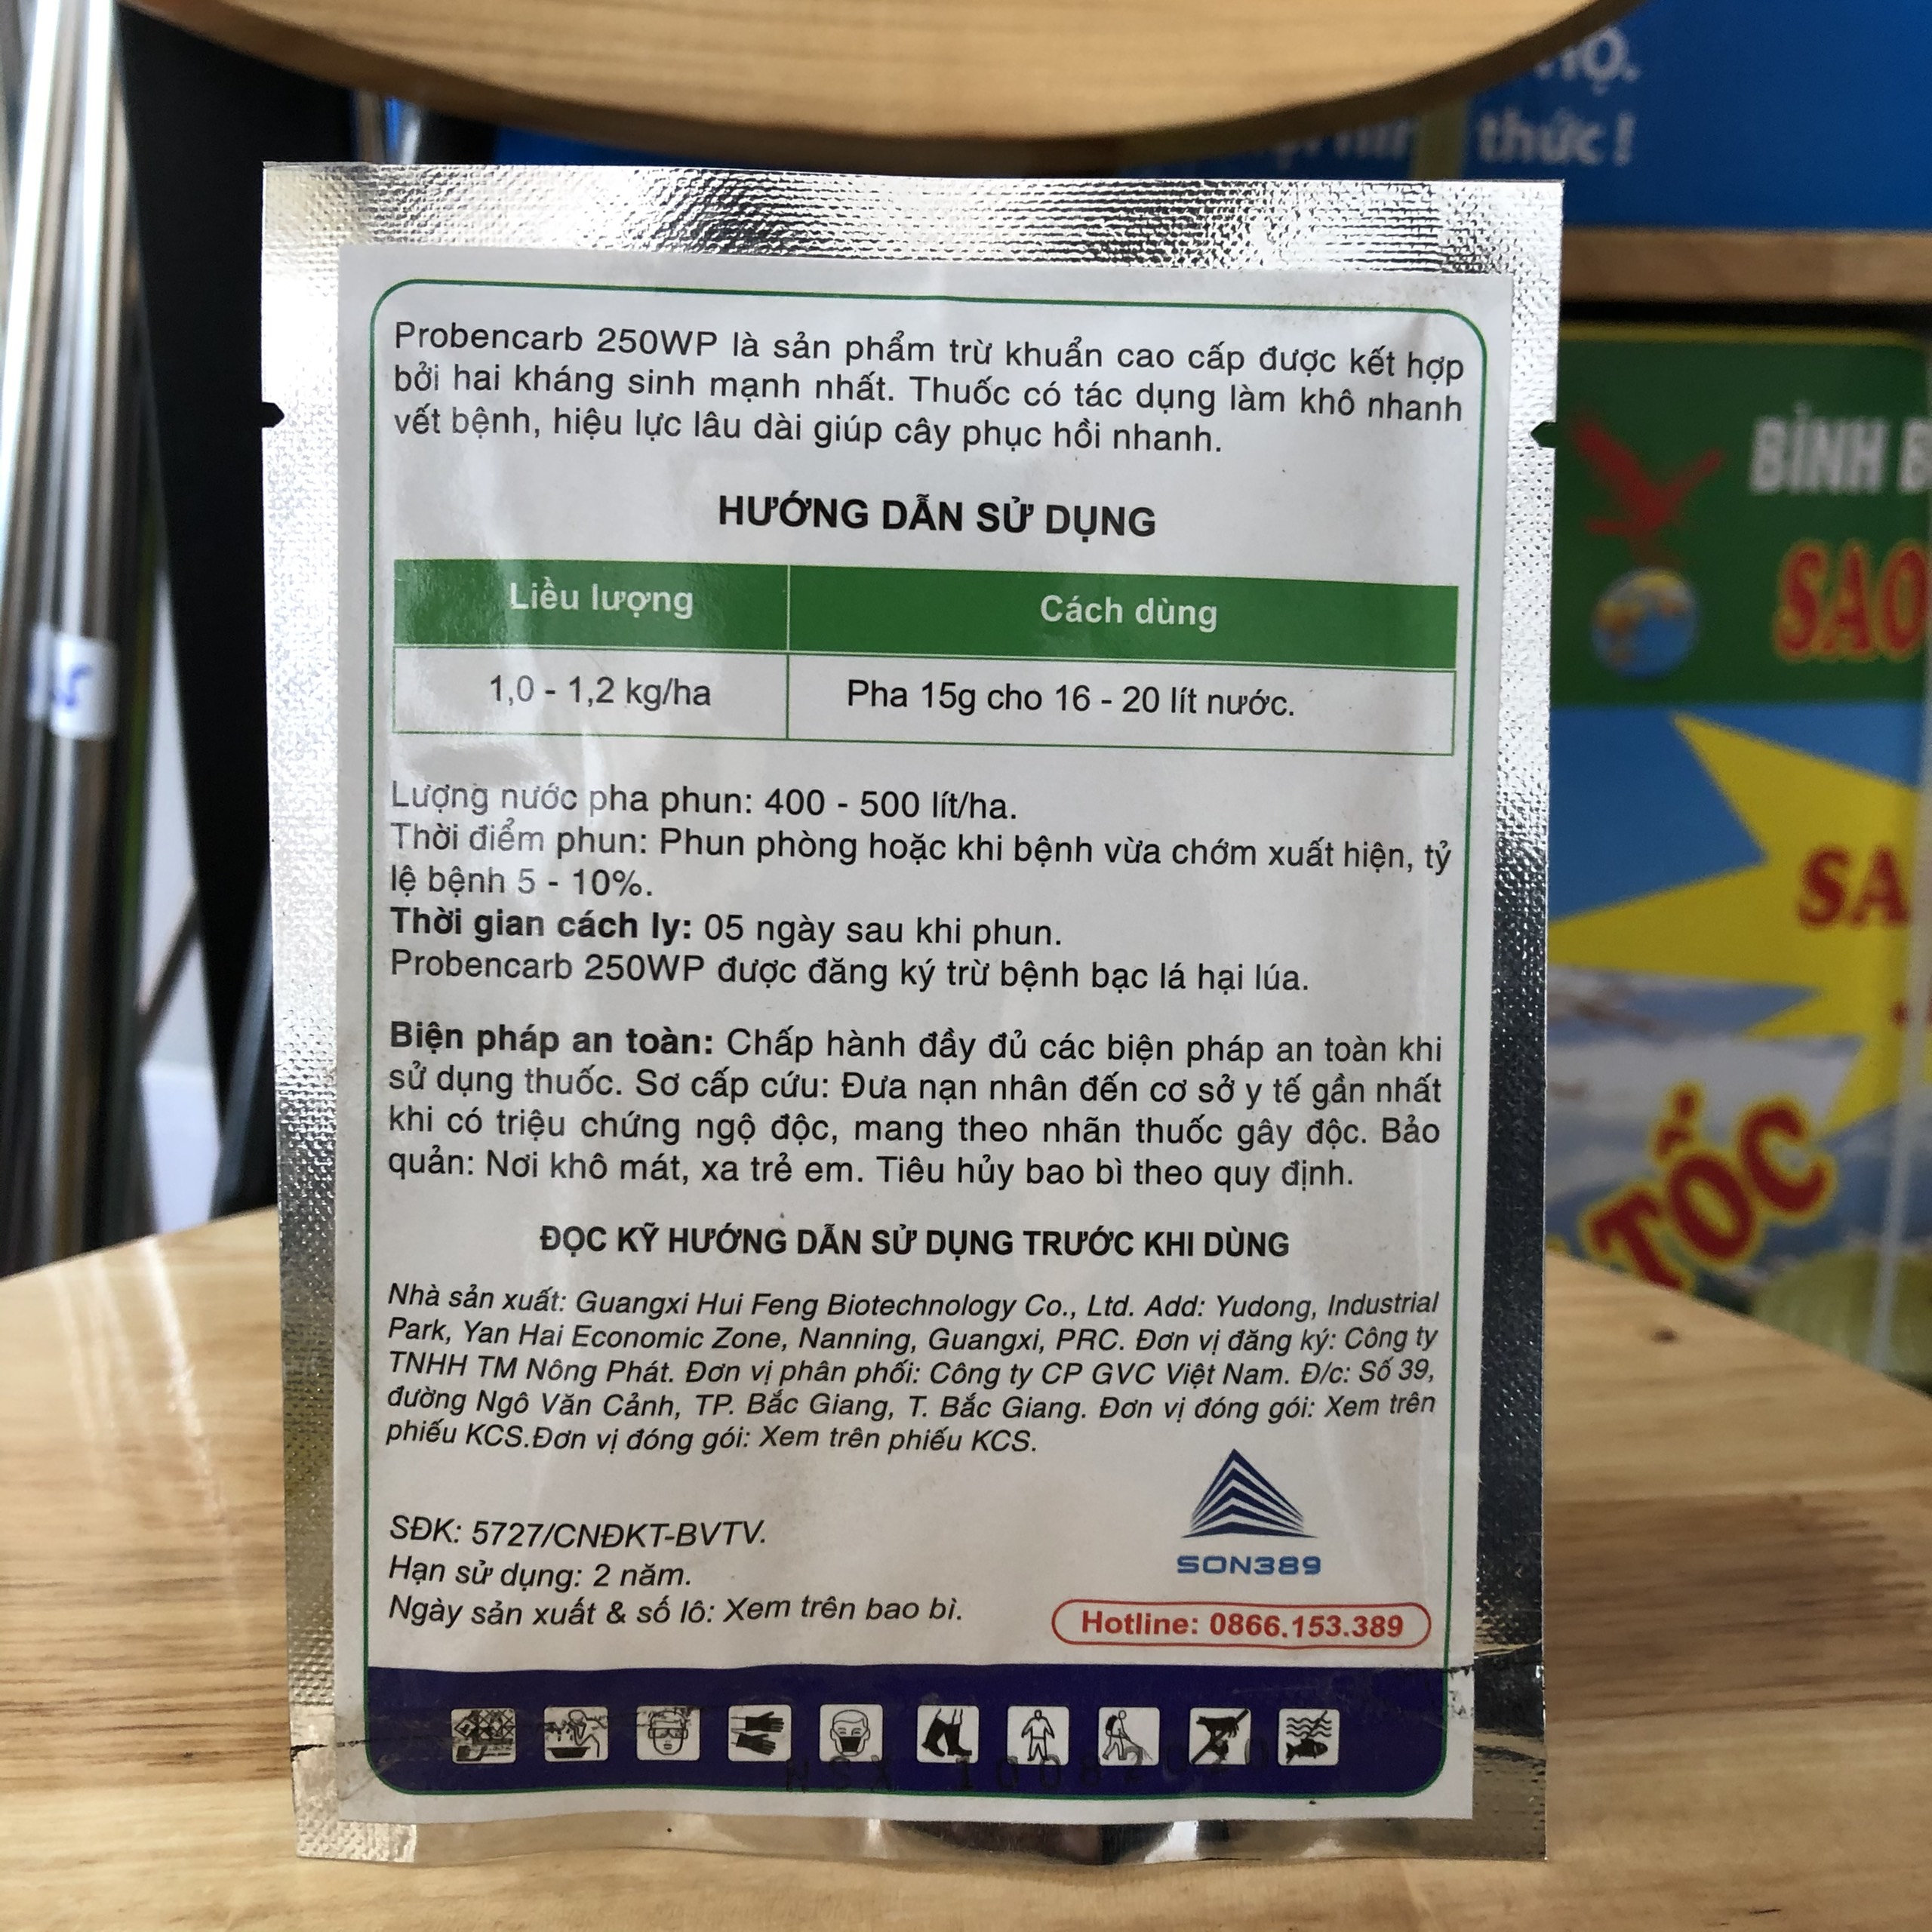 ộ.
thức!
Probencarb 250WP là sản phẩm trừ khuẩn cao cấp được kết hợp
bởi hai kháng sinh mạnh nhất. Thuốc có tác dụng làm khô nhanh
vết bệnh, hiệu lực lâu dài giúp cây phục hồi nhanh.
HƯỚNG DẪN SỬ DỤNG
Liều lượng Cách dùng
1,0 - 1,2 kg/ha Pha 15g cho 16 - 20 lít nước.
Lượng nước pha phun: 400 - 500 lít/ha.
Thời điểm phun: Phun phòng hoặc khi bệnh vừa chớm xuất hiện, tỷ
lệ bệnh 5 - 10%.
Thời gian cách ly: 05 ngày sau khi phun.
Probencarb 250WP được đăng ký trừ bệnh bạc lá hại lúa.
Biện pháp an toàn: Chấp hành đầy đủ các biện pháp an toàn khi
sử dụng thuốc. Sơ cấp cứu: Đưa nạn nhân đến cơ sở y tế gần nhất
khi có triệu chứng ngộ độc, mang theo nhãn thuốc gây độc. Bảo
quản: Nơi khô mát, xa trẻ em. Tiêu hủy bao bì theo quy định.
ĐỌC KỸ HƯỚNG DẪN SỬ DỤNG TRƯỚC KHI DÙNG
Nhà sản xuất: Guangxi Hui Feng Biotechnology Co., Ltd. Add: Yudong, Industrial
Park, Yan Hai Economic Zone, Nanning, Guangxi, PRC. Đơn vị đăng ký: Công ty
TNHH TM Nông Phát. Đơn vị phân phối: Công ty CP GVC Việt Nam. Đ/c: Số 39,
đường Ngô Văn Cảnh, TP. Bắc Giang, T. Bắc Giang. Đơn vị đóng gói: Xem trên
phiếu KCS.Đơn vị đóng gói: Xem trên phiếu KCS.
SĐK: 5727/CNĐKT-BVTV.
Hạn sử dụng: 2 năm.
Ngày sản xuất & số lô: Xem trên bao bì.
SON389
Hotline: 0866.153.389
NSX 10082020
BÌNH B
SAO
SA
TỐC